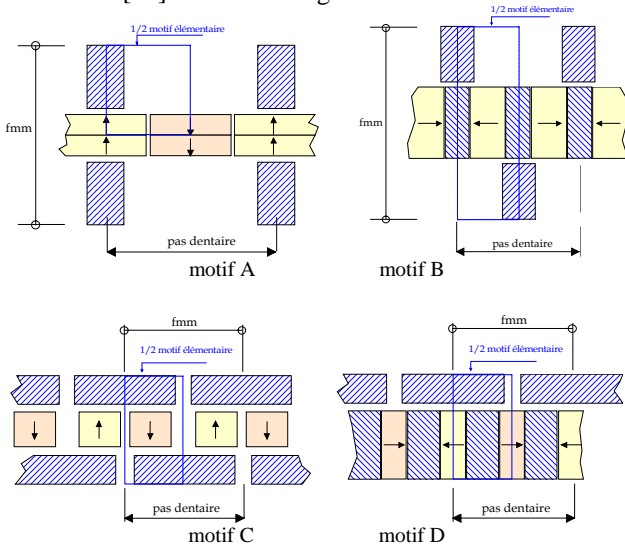 1/2 motif élémentaire
fmm
pas dentaire
motif A
1/2 motif élémentaire
fmm
pas dentaire
motif B
fmm
1/2 motif élémentaire
pas dentaire
motif C
fmm
1/2 motif élémentaire
pas dentaire
motif D